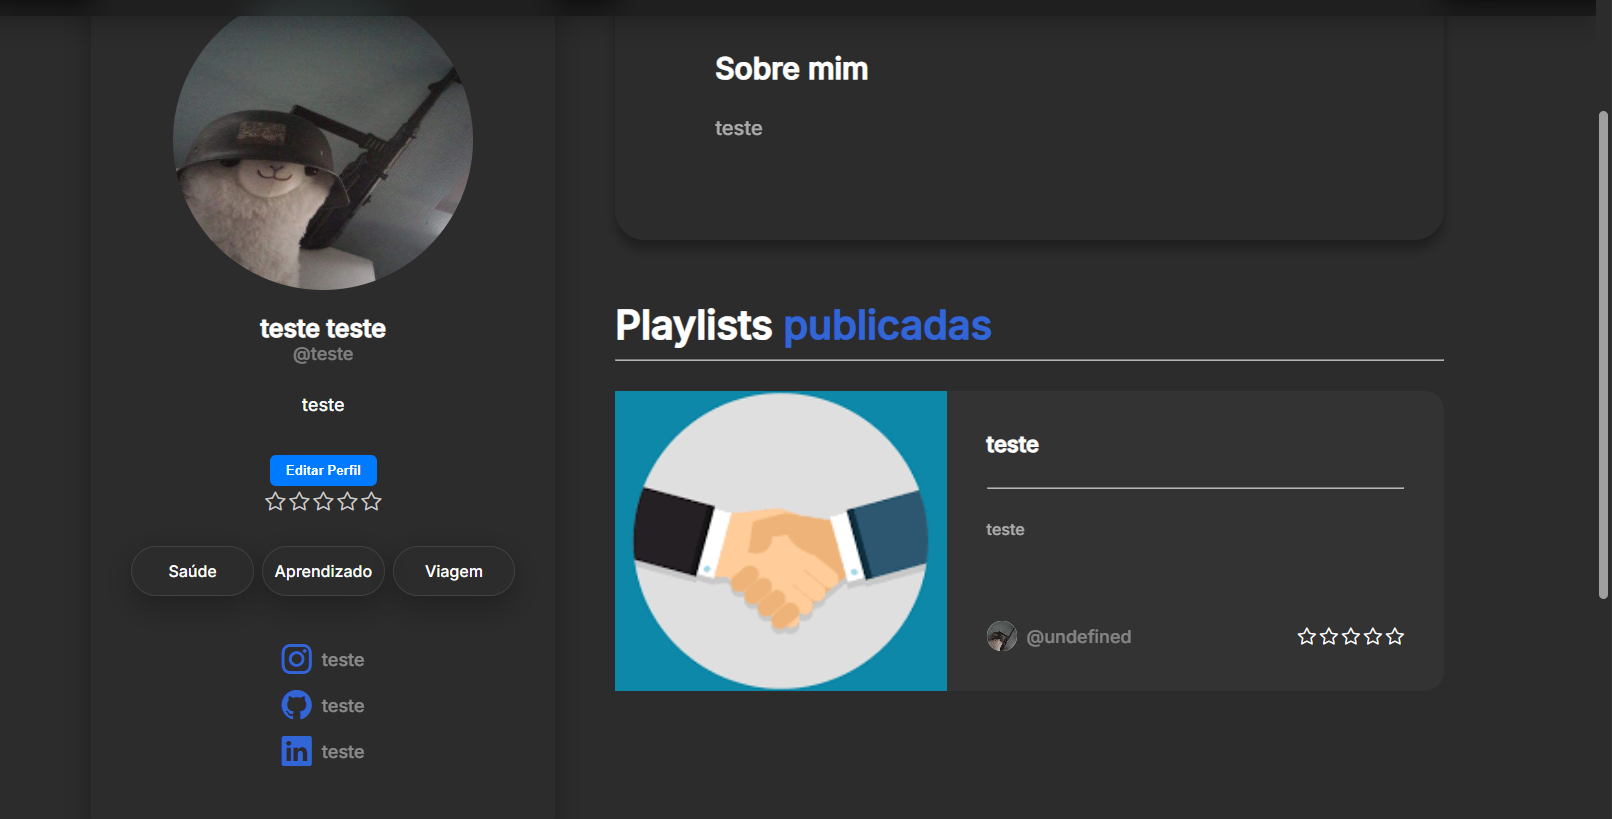 teste teste
@teste
teste
Editar Perfil
Saúde
Aprendizado
Viagem
teste
teste
teste
Sobre mim
teste
Playlists publicadas
teste
teste
@undefined